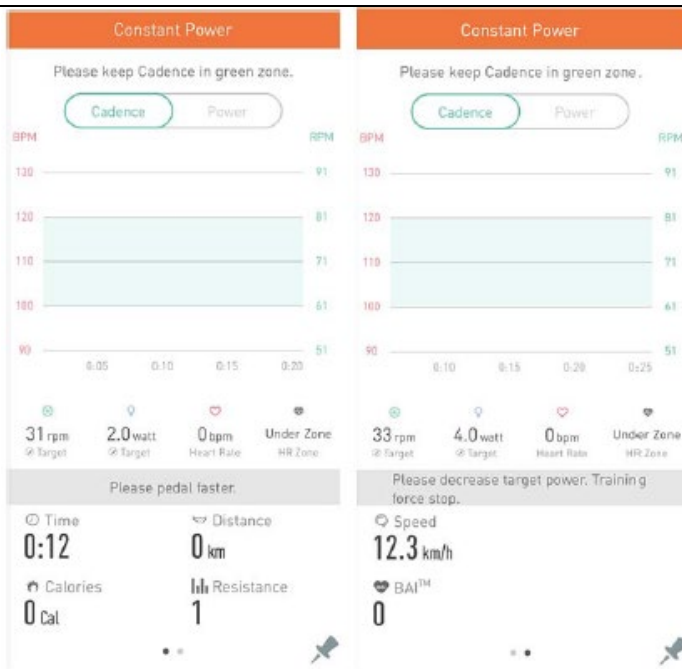 Constant Power
Please keep Cadence in green zone.
Cadence Power
BPM RPM
130 91
120 81
110 71
100 61
90 51
0:05 0:10 0:15 0:20
31 rpm 2.0 watt 0 bpm Under Zone
Target Target Heart Rate HR Zone
Please pedal faster.
Time Distance
0:12 0 km
Calories Resistance
0 Cal 1
Constant Power
Please keep Cadence in green zone.
Cadence Power
BPM RPM
130 91
120 81
110 71
100 61
90 51
0:10 0:15 0:20 0:25
33 rpm 4.0 watt 0 bpm Under Zone
Target Target Heart Rate HR Zone
Please decrease target power. Training
force stop.
Speed
12.3 km/h
BAI™
0